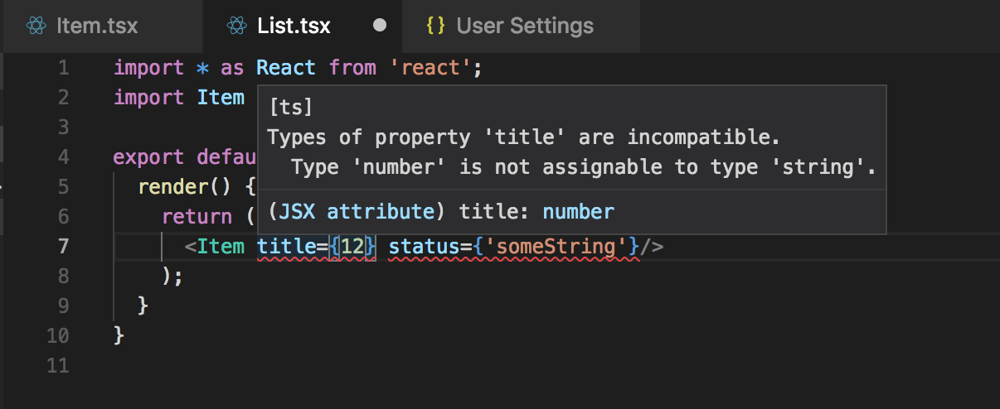 Item.tsx List.tsx {} User Settings
1 import * as React from 'react';
2 import Item
[ts]
3
Types of property 'title' are incompatible.
4 export defau
Type 'number' is not assignable to type 'string'.
5 render() {
6 return (
(JSX attribute) title: number
7 <Item title={12} status={'someString'}/>
8 );
9 }
10 }
11